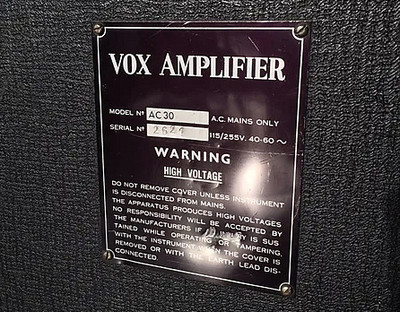 VOX AMPLIFIER
MODEL Nº AC30 A.C. MAINS ONLY
SERIAL Nº 115/255V. 40-60~
WARNING
HIGH VOLTAGE
DO NOT REMOVE COVER UNLESS INSTRUMENT
IS DISCONNECTED FROM MAINS.
THE APPARATUS PRODUCES HIGH VOLTAGES
NO RESPONSIBILITY WILL BE ACCEPTED BY
THE MANUFACTURERS IF INJURY IS SUS
TAINED WHILE OPERATING OR TAMPERING,
WITH THE INSTRUMENT WHEN THE COVER IS
REMOVED OR WITH THE EARTH LEAD DIS-
CONNECTED.